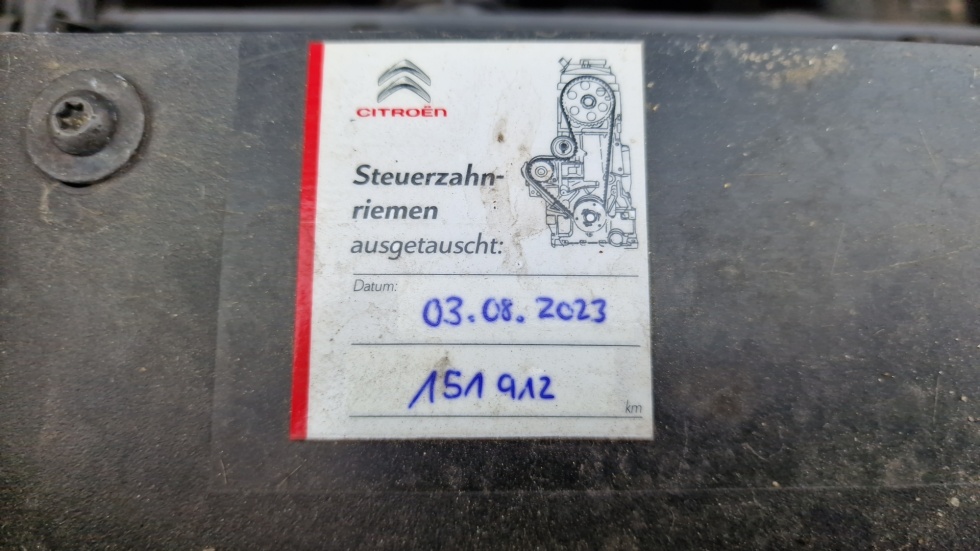 CITROËN
Steuerzahn-
riemen
ausgetauscht:
Datum:
03.08.2023
151 912
km